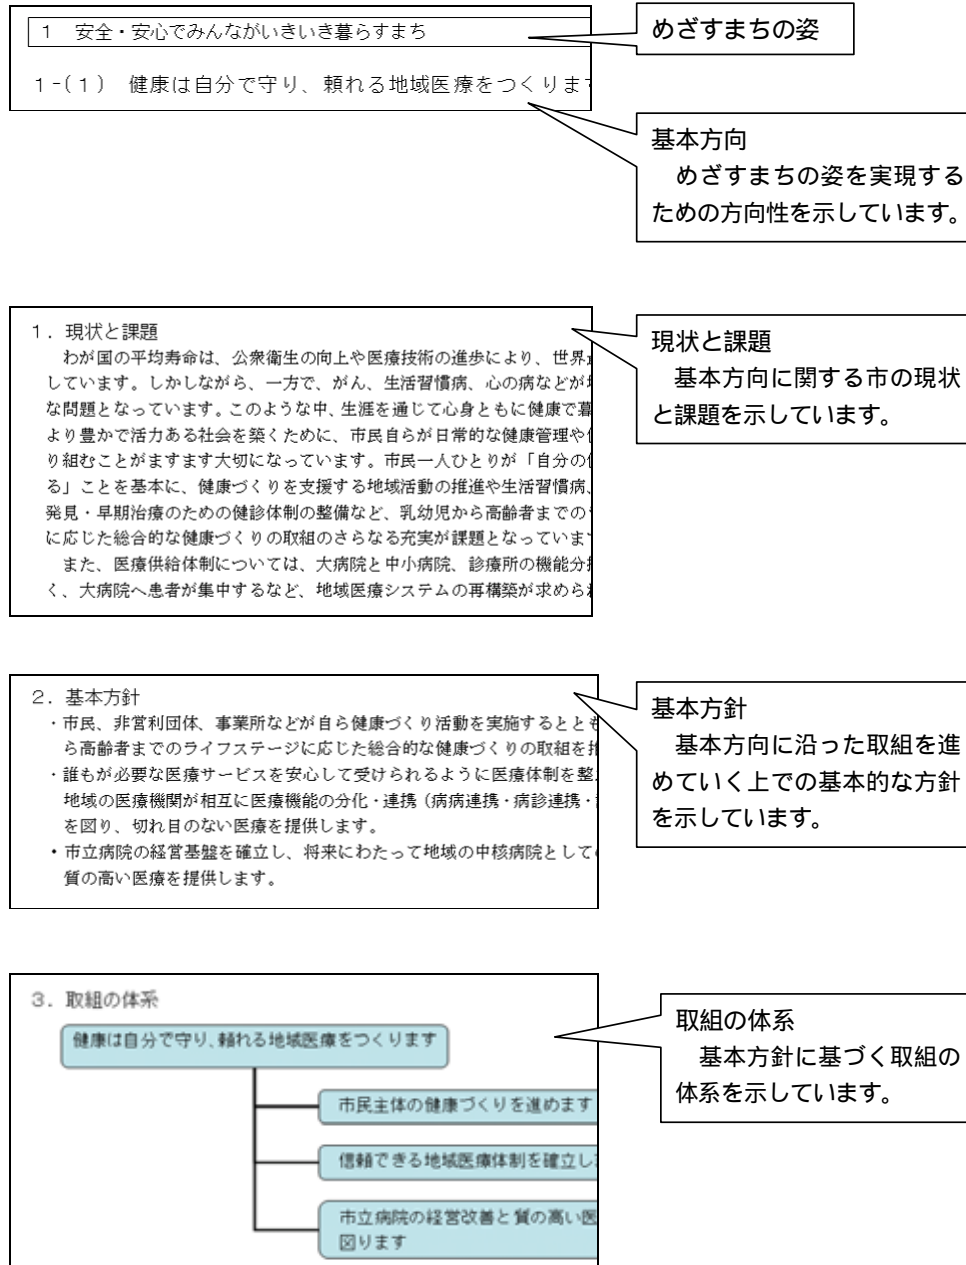 1　安全・安心でみんながいきいき暮らすまち
めざすまちの姿
1-(1)　健康は自分で守り、頼れる地域医療をつくりま
基本方向
めざすまちの姿を実現する
ための方向性を示しています。
1．現状と課題
わが国の平均寿命は、公衆衛生の向上や医療技術の進歩により、世界
しています。しかしながら、一方で、がん、生活習慣病、心の病などが
な問題となっています。このような中、生涯を通じて心身ともに健康で暮
より豊かで活力ある社会を築くために、市民自らが日常的な健康管理や
り組むことがますます大切になっています。市民一人ひとりが「自分の
る」ことを基本に、健康づくりを支援する地域活動の推進や生活習慣病、
発見・早期治療のための健診体制の整備など、乳幼児から高齢者までの
に応じた総合的な健康づくりの取組のさらなる充実が課題となっていま
また、医療供給体制については、大病院と中小病院、診療所の機能分
く、大病院へ患者が集中するなど、地域医療システムの再構築が求めら
現状と課題
基本方向に関する市の現状
と課題を示しています。
2．基本方針
・市民、非営利団体、事業所などが自ら健康づくり活動を実施するととも
ら高齢者までのライフステージに応じた総合的な健康づくりの取組を
・誰もが必要な医療サービスを安心して受けられるように医療体制を整
地域の医療機関が相互に医療機能の分化・連携（病病連携・病診連携・
を図り、切れ目のない医療を提供します。
・市立病院の経営基盤を確立し、将来にわたって地域の中核病院として
質の高い医療を提供します。
基本方針
基本方向に沿った取組を進
めていく上での基本的な方針
を示しています。
3．取組の体系
健康は自分で守り、頼れる地域医療をつくります
市民主体の健康づくりを進めます
信頼できる地域医療体制を確立し
市立病院の経営改善と質の高い医
図ります
取組の体系
基本方針に基づく取組の
体系を示しています。